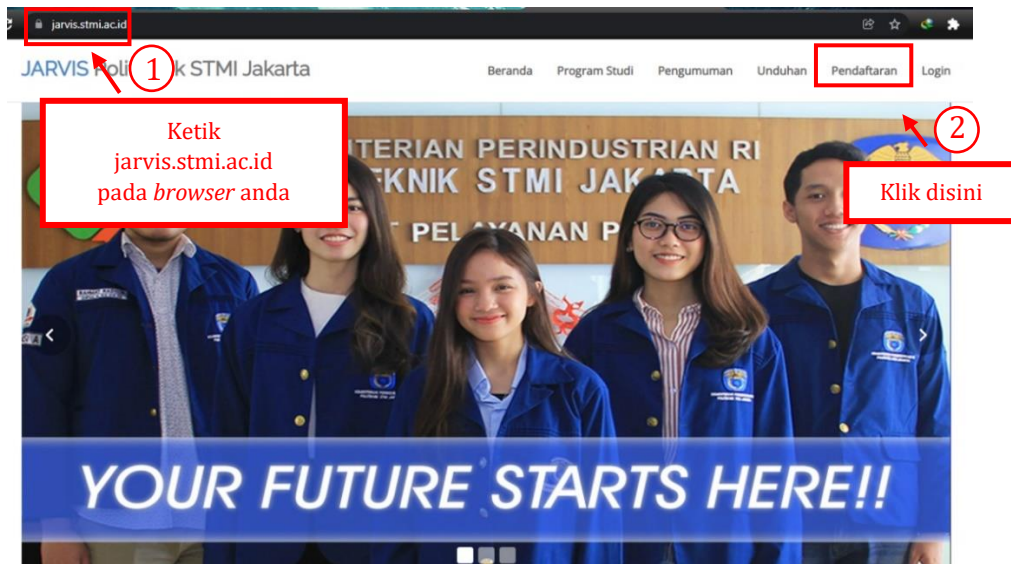 jarvis.stmi.ac.id
JARVIS Poli k STMI Jakarta
1
Beranda Program Studi Pengumuman Unduhan Pendaftaran Login
Ketik
jarvis.stmi.ac.id
pada browser anda
2
Klik disini
TERIAN PERINDUSTRIAN RI
KNIK STMI JAKARTA
PELAYANAN P
YOUR FUTURE STARTS HERE!!